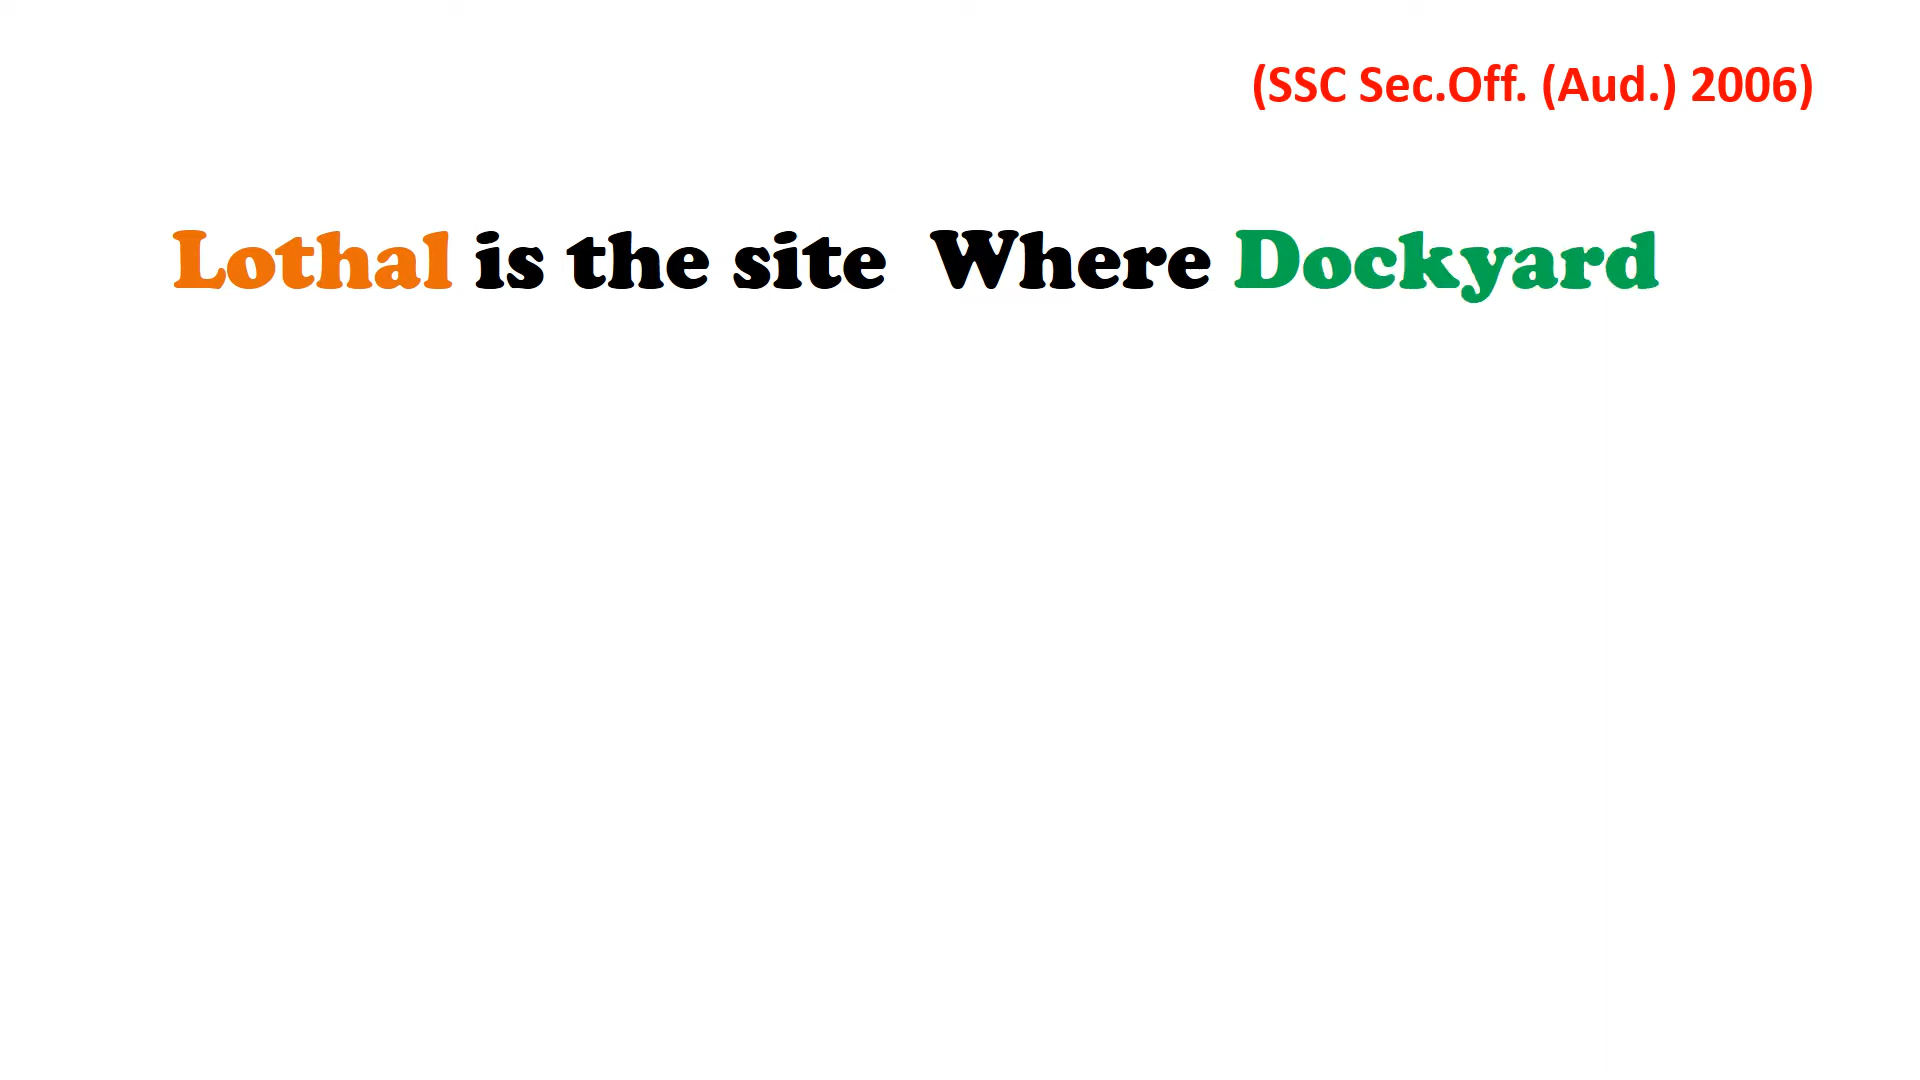 (SSC Sec.Off. (Aud.) 2006)
Lothal is the site Where Dockyard